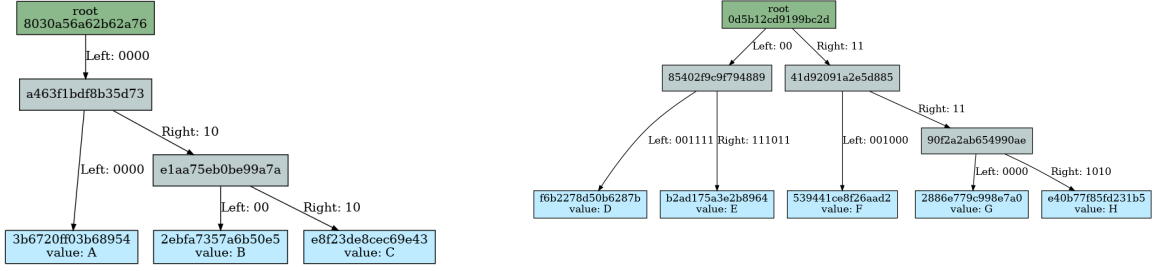 root
8030a56a62b62a76
Left: 0000
a463f1bdf8b35d73
Right: 10
Left: 0000
e1aa75eb0be99a7a
Left: 00
Right: 10
3b6720ff03b68954
value: A
2ebfa7357a6b50e5
value: B
e8f23de8cec69e43
value: C
root
0d5b12cd9199bc2d
Left: 00
Right: 11
85402f9c9f794889
41d92091a2e5d885
Right: 11
Left: 001111
Right: 111011
Left: 001000
90f2a2ab654990ae
Left: 0000
Right: 1010
f6b2278d50b6287b
value: D
b2ad175a3e2b8964
value: E
539441ce8f26aad2
value: F
2886e779c998e7a0
value: G
e40b77f85fd231b5
value: H